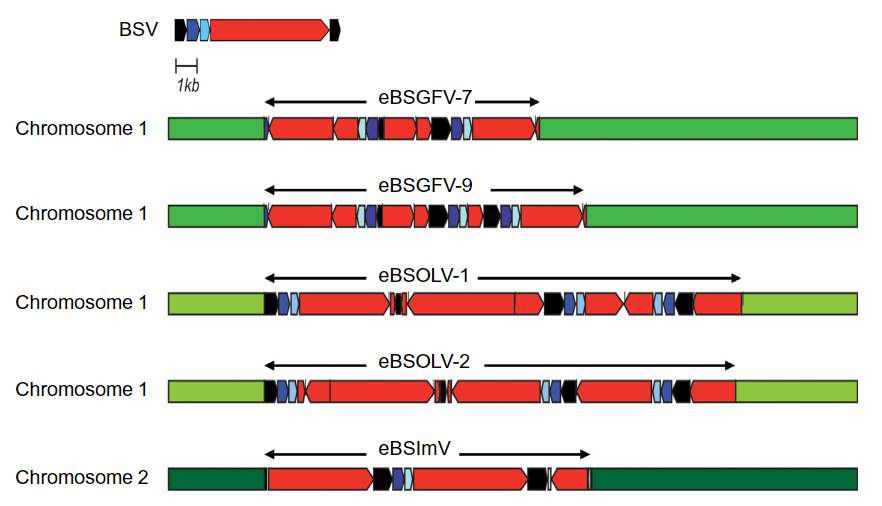 BSV
1kb
eBSGFV-7
Chromosome 1
eBSGFV-9
Chromosome 1
eBSOLV-1
Chromosome 1
eBSOLV-2
Chromosome 1
eBSImV
Chromosome 2